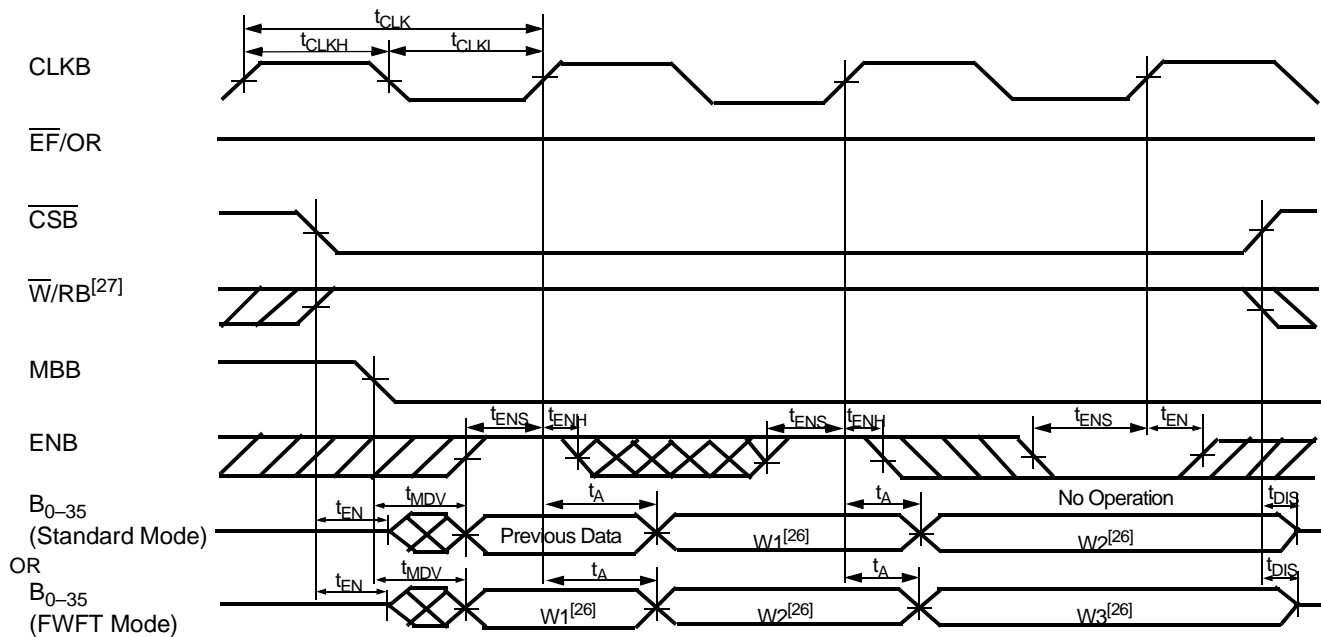 tCLK
tCLKH tCLKL
CLKB
EF/OR
CSB
W/RB[27]
MBB
tENS tENH tENS tENH tENS tEN
ENB
tMDV tA tA No Operation
tEN tDIS
B0–35
(Standard Mode)
Previous Data W1[26] W2[26]
OR
tMDV tA tA
tEN tDIS
B0–35
(FWFT Mode)
W1[26] W2[26] W3[26]